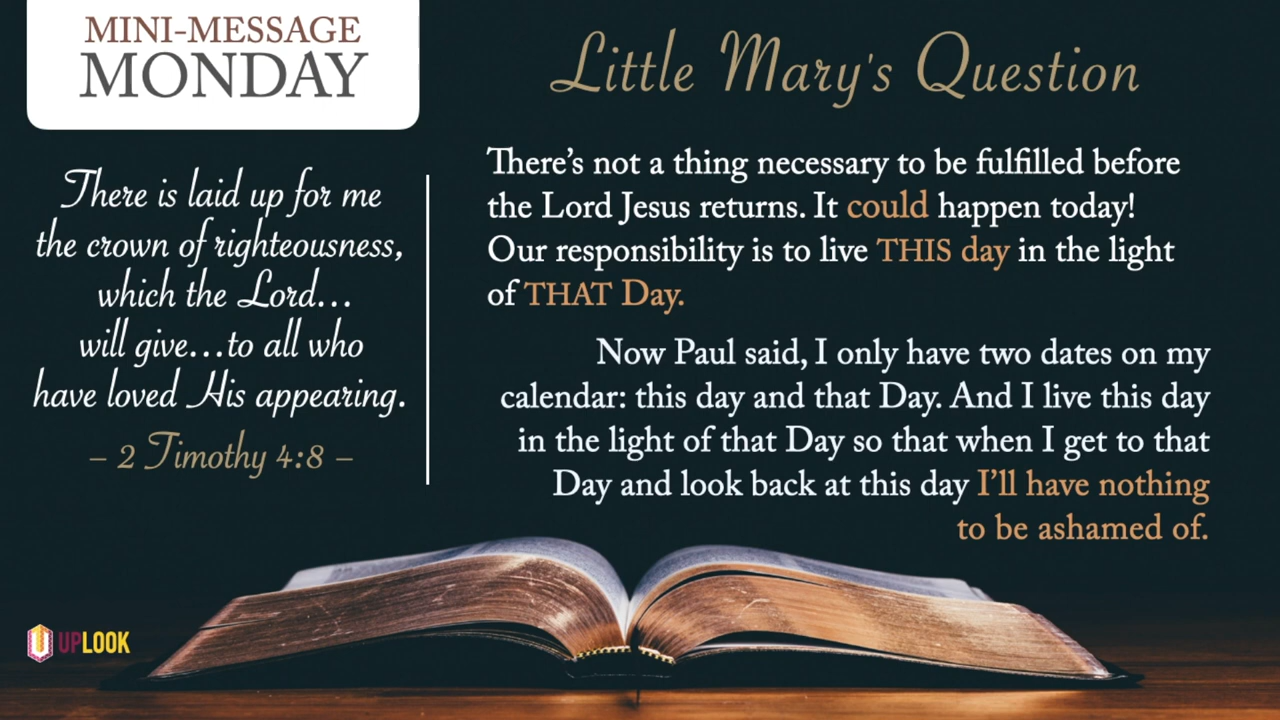 MINI-MESSAGE
MONDAY
Little Mary's Question
There is laid up for me
the crown of righteousness,
which the Lord...
will give...to all who
have loved His appearing.
– 2 Timothy 4:8 –
There’s not a thing necessary to be fulfilled before
the Lord Jesus returns. It could happen today!
Our responsibility is to live THIS day in the light
of THAT Day.
Now Paul said, I only have two dates on my
calendar: this day and that Day. And I live this day
in the light of that Day so that when I get to that
Day and look back at this day I’ll have nothing
to be ashamed of.
UPLOOK